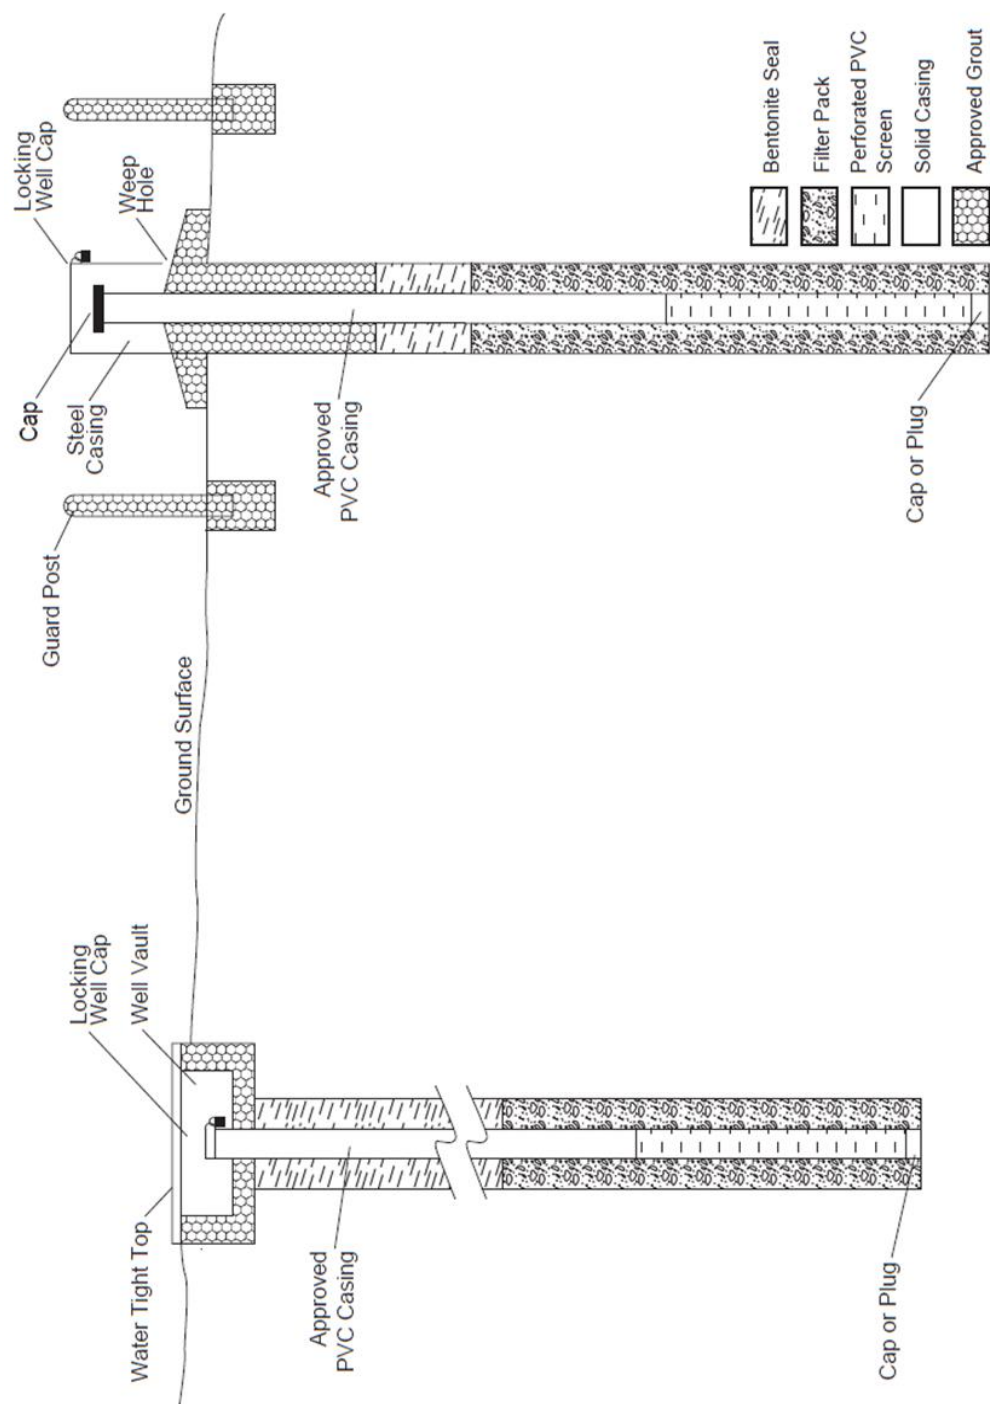 Water Tight Top
Locking
Well Cap
Well Vault
Approved
PVC Casing
Cap or Plug
Ground Surface
Guard Post
Cap
Steel
Casing
Locking
Well Cap
Weep
Hole
Approved
PVC Casing
Cap or Plug
Bentonite Seal
Filter Pack
Perforated PVC
Screen
Solid Casing
Approved Grout